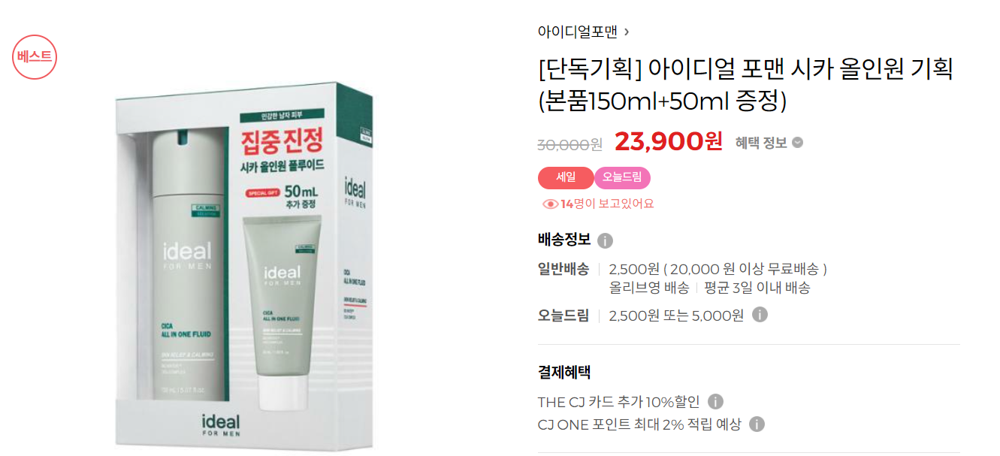 베스트
민감한 남자 피부
집중진정
시카 올인원 플루이드
SPECIAL GIFT
50mL
추가 증정
CALMING
ideal
FOR MEN
CICA
ALL IN ONE FLUID
SKIN RELIEF & CALMING
CALMING
ideal
FOR MEN
CICA
ALL IN ONE FLUID
SKIN RELIEF & CALMING
ideal
FOR MEN
CICA
ALL IN ONE FLUID
ideal
FOR MEN
아이디얼포맨 ›
[단독기획] 아이디얼 포맨 시카 올인원 기획
(본품150ml+50ml 증정)
30,000원 23,900원 혜택 정보
세일 오늘드림
14명이 보고있어요
배송정보
일반배송 2,500원 ( 20,000 원 이상 무료배송 )
올리브영 배송 평균 3일 이내 배송
오늘드림 2,500원 또는 5,000원
결제혜택
THE CJ 카드 추가 10%할인
CJ ONE 포인트 최대 2% 적립 예상